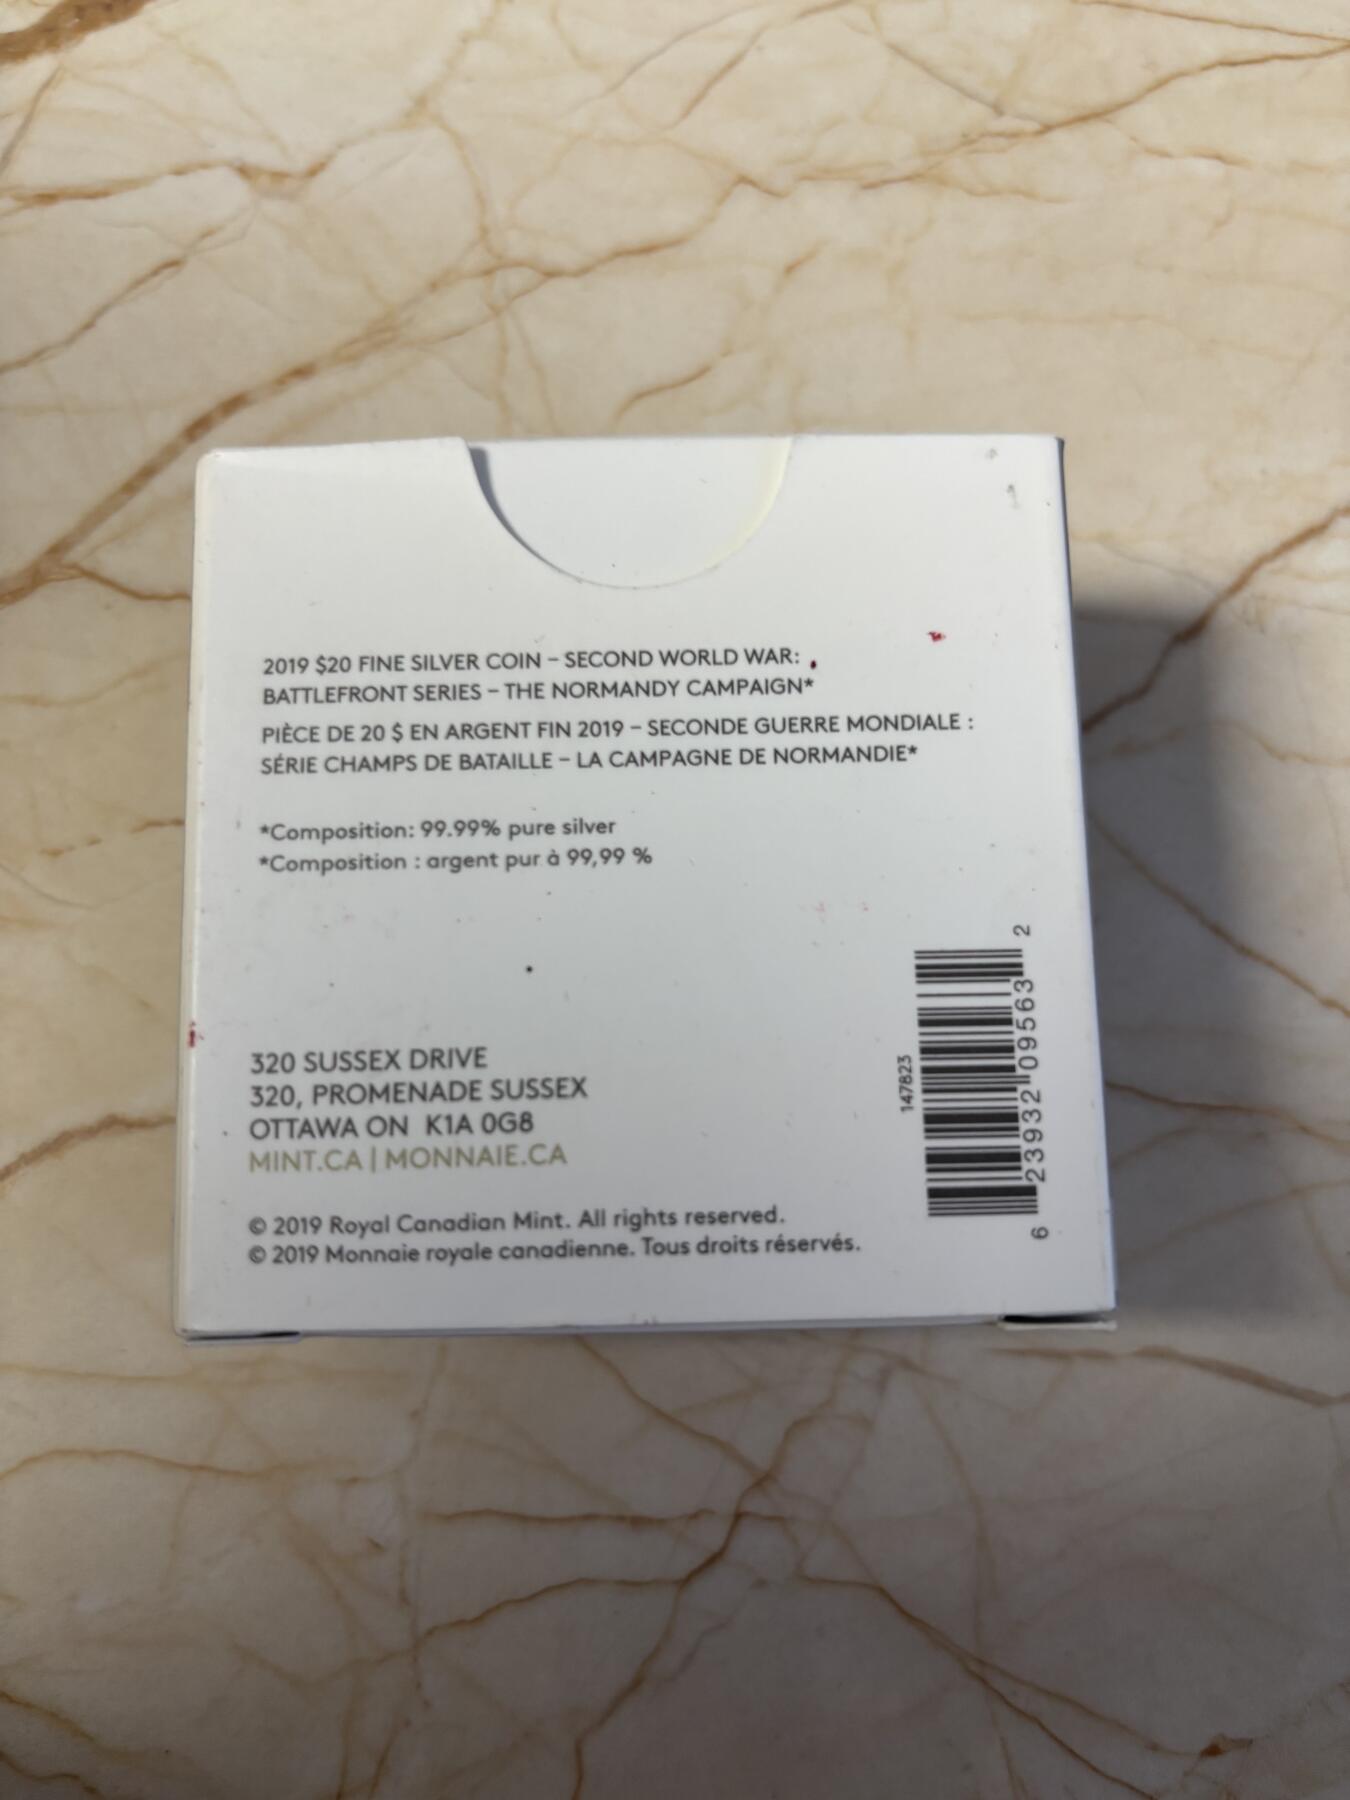 2019 $20 FINE SILVER COIN – SECOND WORLD WAR:
BATTLEFRONT SERIES – THE NORMANDY CAMPAIGN*
PIÈCE DE 20 $ EN ARGENT FIN 2019 – SECONDE GUERRE MONDIALE :
SÉRIE CHAMPS DE BATAILLE – LA CAMPAGNE DE NORMANDIE*
*Composition: 99.99% pure silver
*Composition : argent pur à 99,99 %
320 SUSSEX DRIVE
320, PROMENADE SUSSEX
OTTAWA ON K1A 0G8
MINT.CA | MONNAIE.CA
© 2019 Royal Canadian Mint. All rights reserved.
© 2019 Monnaie royale canadienne. Tous droits réservés.
147823
6 23932 09563 2